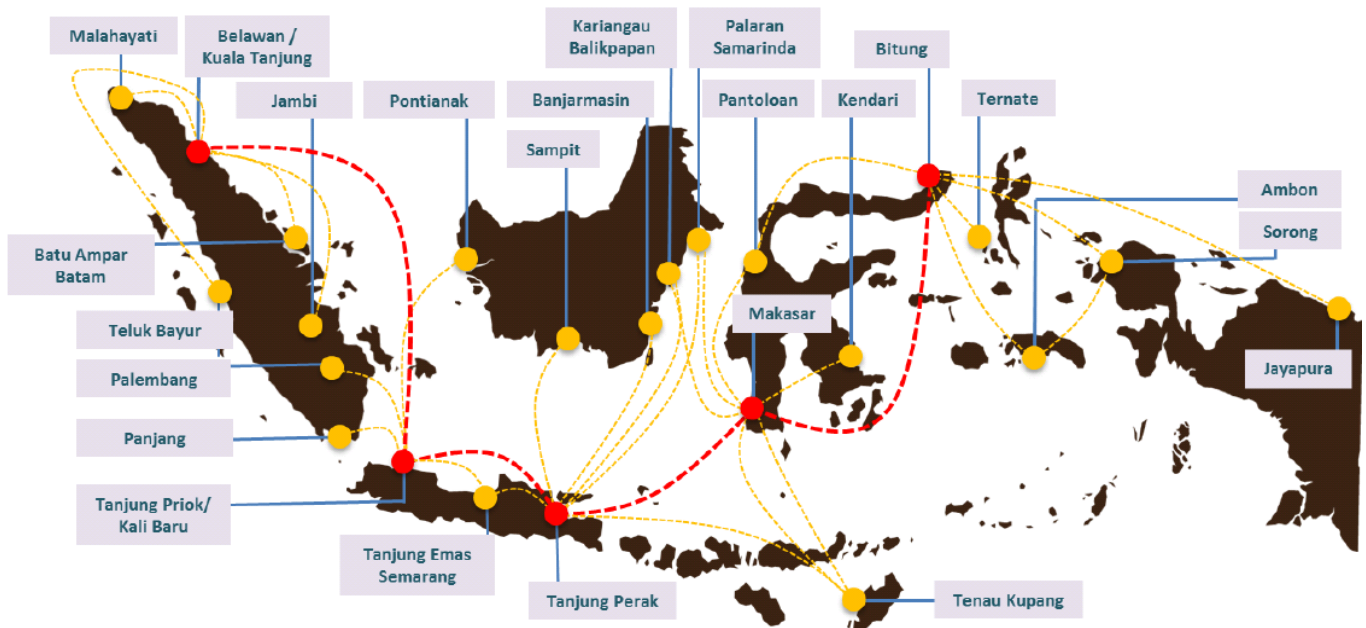 Malahayati
Belawan /
Kuala Tanjung
Jambi
Pontianak
Kariangau
Balikpapan
Banjarmasin
Sampit
Palaran
Samarinda
Pantoloan
Kendari
Bitung
Ternate
Ambon
Sorong
Batu Ampar
Batam
Teluk Bayur
Palembang
Panjang
Makasar
Jayapura
Tanjung Priok/
Kali Baru
Tanjung Emas
Semarang
Tanjung Perak
Tenau Kupang